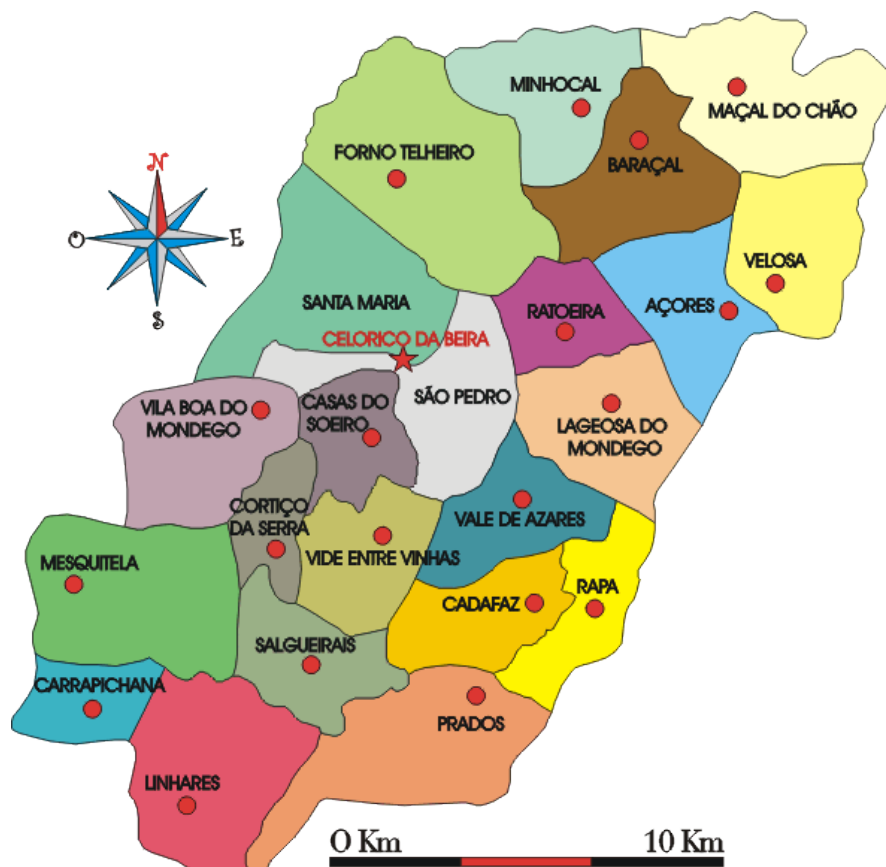 MINHOCAL
MAÇAL DO CHÃO
FORNO TELHEIRO
BARAÇAL
N
O
E
S
VELOSA
SANTA MARIA
RATOEIRA
AÇORES
CELORICO DA BEIRA
SÃO PEDRO
VILA BOA DO
MONDEGO
CASAS DO
SOEIRO
LAGEOSA DO
MONDEGO
CORTIÇO
DA SERRA
VALE DE AZARES
VIDE ENTRE VINHAS
MESQUITELA
CADAFAZ
RAPA
SALGUEIRAIS
CARRAPICHANA
PRADOS
LINHARES
0 Km
10 Km